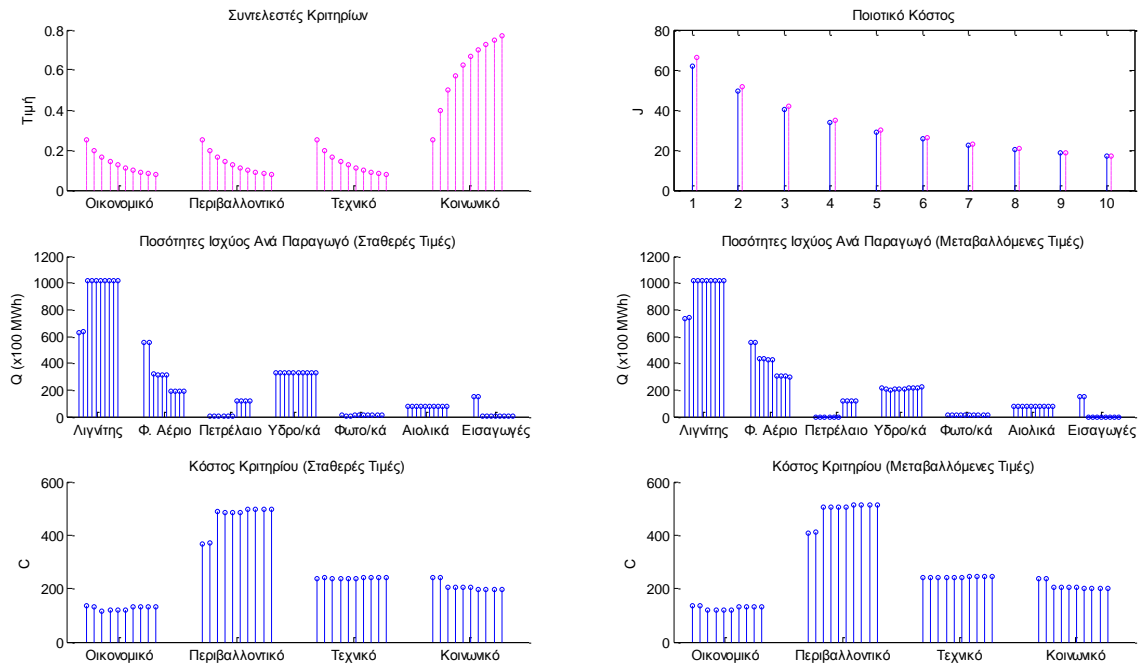 Συντελεστές Κριτηρίων
0.8
0.6
0.4
0.2
0
Τιμή
Οικονομικό Περιβαλλοντικό Τεχνικό Κοινωνικό
Ποιοτικό Κόστος
80
60
40
20
0
J
1 2 3 4 5 6 7 8 9 10
Ποσότητες Ισχύος Ανά Παραγωγό (Σταθερές Τιμές)
1200
1000
800
600
400
200
0
Q (x100 MWh)
Λιγνίτης Φ. Αέριο Πετρέλαιο Υδρο/κά Φωτο/κά Αιολικά Εισαγωγές
Ποσότητες Ισχύος Ανά Παραγωγό (Μεταβαλλόμενες Τιμές)
1200
1000
800
600
400
200
0
Q (x100 MWh)
Λιγνίτης Φ. Αέριο Πετρέλαιο Υδρο/κά Φωτο/κά Αιολικά Εισαγωγές
Κόστος Κριτηρίου (Σταθερές Τιμές)
600
400
200
0
C
Οικονομικό Περιβαλλοντικό Τεχνικό Κοινωνικό
Κόστος Κριτηρίου (Μεταβαλλόμενες Τιμές)
600
400
200
0
C
Οικονομικό Περιβαλλοντικό Τεχνικό Κοινωνικό